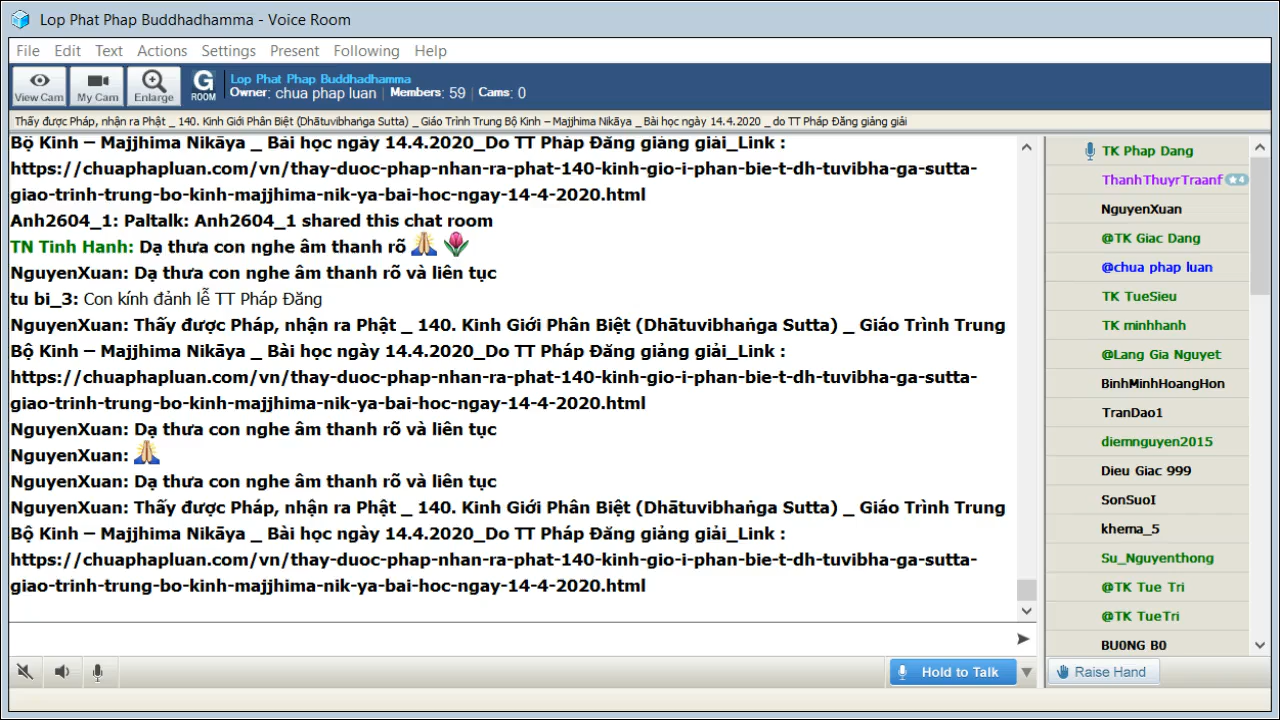 Lop Phat Phap Buddhadhamma - Voice Room
File Edit Text Actions Settings Present Following Help
View Cam My Cam Enlarge G ROOM
Lop Phat Phap Buddhadhamma
Owner: chua phap luan | Members: 59 | Cams: 0
Thấy được Pháp, nhận ra Phật _ 140. Kinh Giới Phân Biệt (Dhātuvibhaṅga Sutta) _ Giáo Trình Trung Bộ Kinh – Majjhima Nikāya _ Bài học ngày 14.4.2020 _ do TT Pháp Đăng giảng giải
Bộ Kinh – Majjhima Nikāya _ Bài học ngày 14.4.2020_Do TT Pháp Đăng giảng giải_Link :
https://chuaphapluan.com/vn/thay-duoc-phap-nhan-ra-phat-140-kinh-gio-i-phan-bie-t-dh-tuvibha-ga-sutta-
giao-trinh-trung-bo-kinh-majjhima-nik-ya-bai-hoc-ngay-14-4-2020.html
Anh2604_1: Paltalk: Anh2604_1 shared this chat room
TN Tinh Hanh: Dạ thưa con nghe âm thanh rõ
NguyenXuan: Dạ thưa con nghe âm thanh rõ và liên tục
tu bi_3: Con kính đảnh lễ TT Pháp Đăng
NguyenXuan: Thấy được Pháp, nhận ra Phật _ 140. Kinh Giới Phân Biệt (Dhātuvibhaṅga Sutta) _ Giáo Trình Trung
Bộ Kinh – Majjhima Nikāya _ Bài học ngày 14.4.2020_Do TT Pháp Đăng giảng giải_Link :
https://chuaphapluan.com/vn/thay-duoc-phap-nhan-ra-phat-140-kinh-gio-i-phan-bie-t-dh-tuvibha-ga-sutta-
giao-trinh-trung-bo-kinh-majjhima-nik-ya-bai-hoc-ngay-14-4-2020.html
NguyenXuan: Dạ thưa con nghe âm thanh rõ và liên tục
NguyenXuan:
NguyenXuan: Dạ thưa con nghe âm thanh rõ và liên tục
NguyenXuan: Thấy được Pháp, nhận ra Phật _ 140. Kinh Giới Phân Biệt (Dhātuvibhaṅga Sutta) _ Giáo Trình Trung
Bộ Kinh – Majjhima Nikāya _ Bài học ngày 14.4.2020_Do TT Pháp Đăng giảng giải_Link :
https://chuaphapluan.com/vn/thay-duoc-phap-nhan-ra-phat-140-kinh-gio-i-phan-bie-t-dh-tuvibha-ga-sutta-
giao-trinh-trung-bo-kinh-majjhima-nik-ya-bai-hoc-ngay-14-4-2020.html
TK Phap Dang
ThanhThuyrTraanf 4
NguyenXuan
@TK Giac Dang
@chua phap luan
TK TueSieu
TK minhhanh
@Lang Gia Nguyet
BinhMinhHoangHon
TranDao1
diemnguyen2015
Dieu Giac 999
SonSuoI
khema_5
Su_Nguyenthong
@TK Tue Tri
@TK TueTri
BU0NG B0
Hold to Talk
Raise Hand